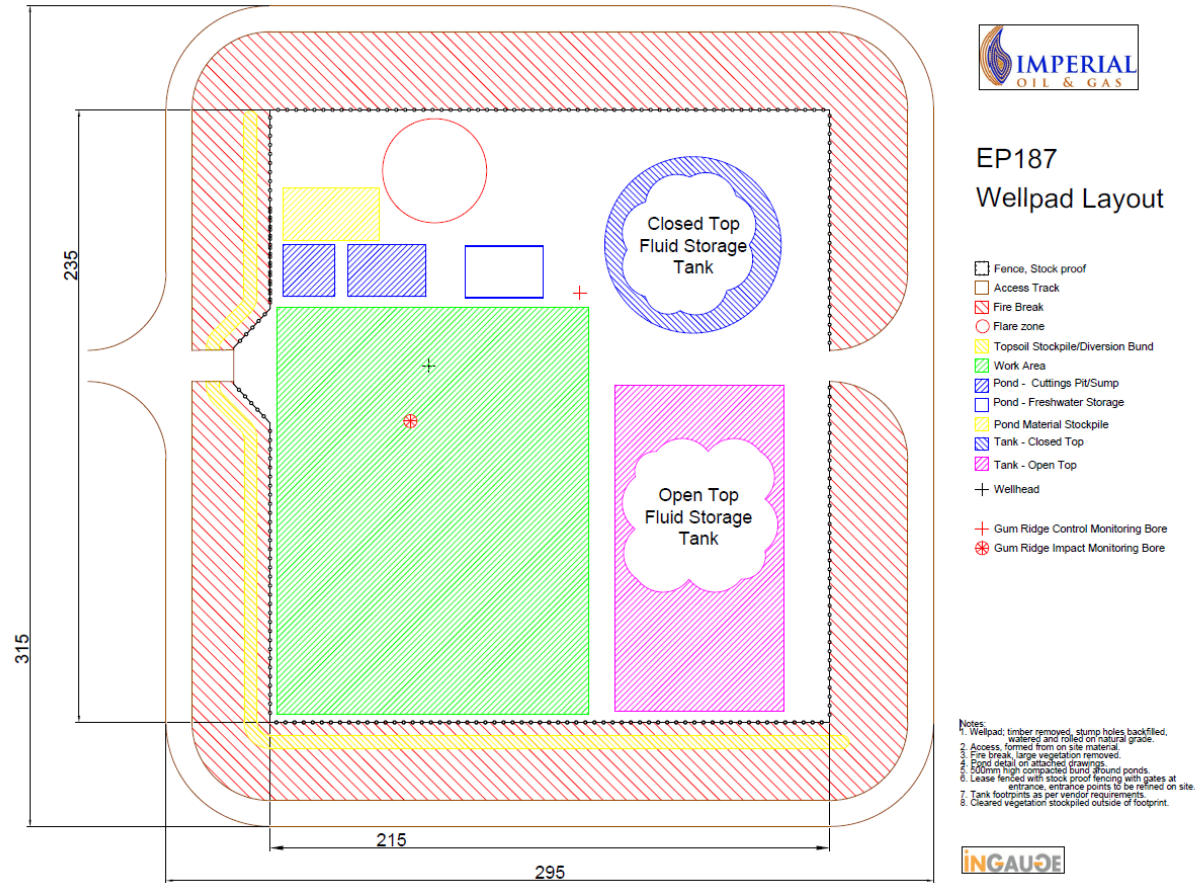 IMPERIAL
OIL & GAS
EP187
Wellpad Layout
Fence, Stock proof
Access Track
Fire Break
Flare zone
Topsoil Stockpile/Diversion Bund
Work Area
Pond - Cuttings Pit/Sump
Pond - Freshwater Storage
Pond Material Stockpile
Tank - Closed Top
Tank - Open Top
Wellhead
Gum Ridge Control Monitoring Bore
Gum Ridge Impact Monitoring Bore
Closed Top
Fluid Storage
Tank
Open Top
Fluid Storage
Tank
235
315
215
295
Notes:
1. Wellpad; timber removed, stump holes backfilled,
watered and rolled on natural grade.
2. Access, formed from on site material.
3. Fire break, large vegetation removed.
4. Pond detail on attached drawings.
5. 500mm high compacted bund around ponds.
6. Lease fenced with stock proof fencing with gates at
entrance, entrance points to be refined on site.
7. Tank footprints as per vendor requirements.
8. Cleared vegetation stockpiled outside of footprint.
INGAUGE